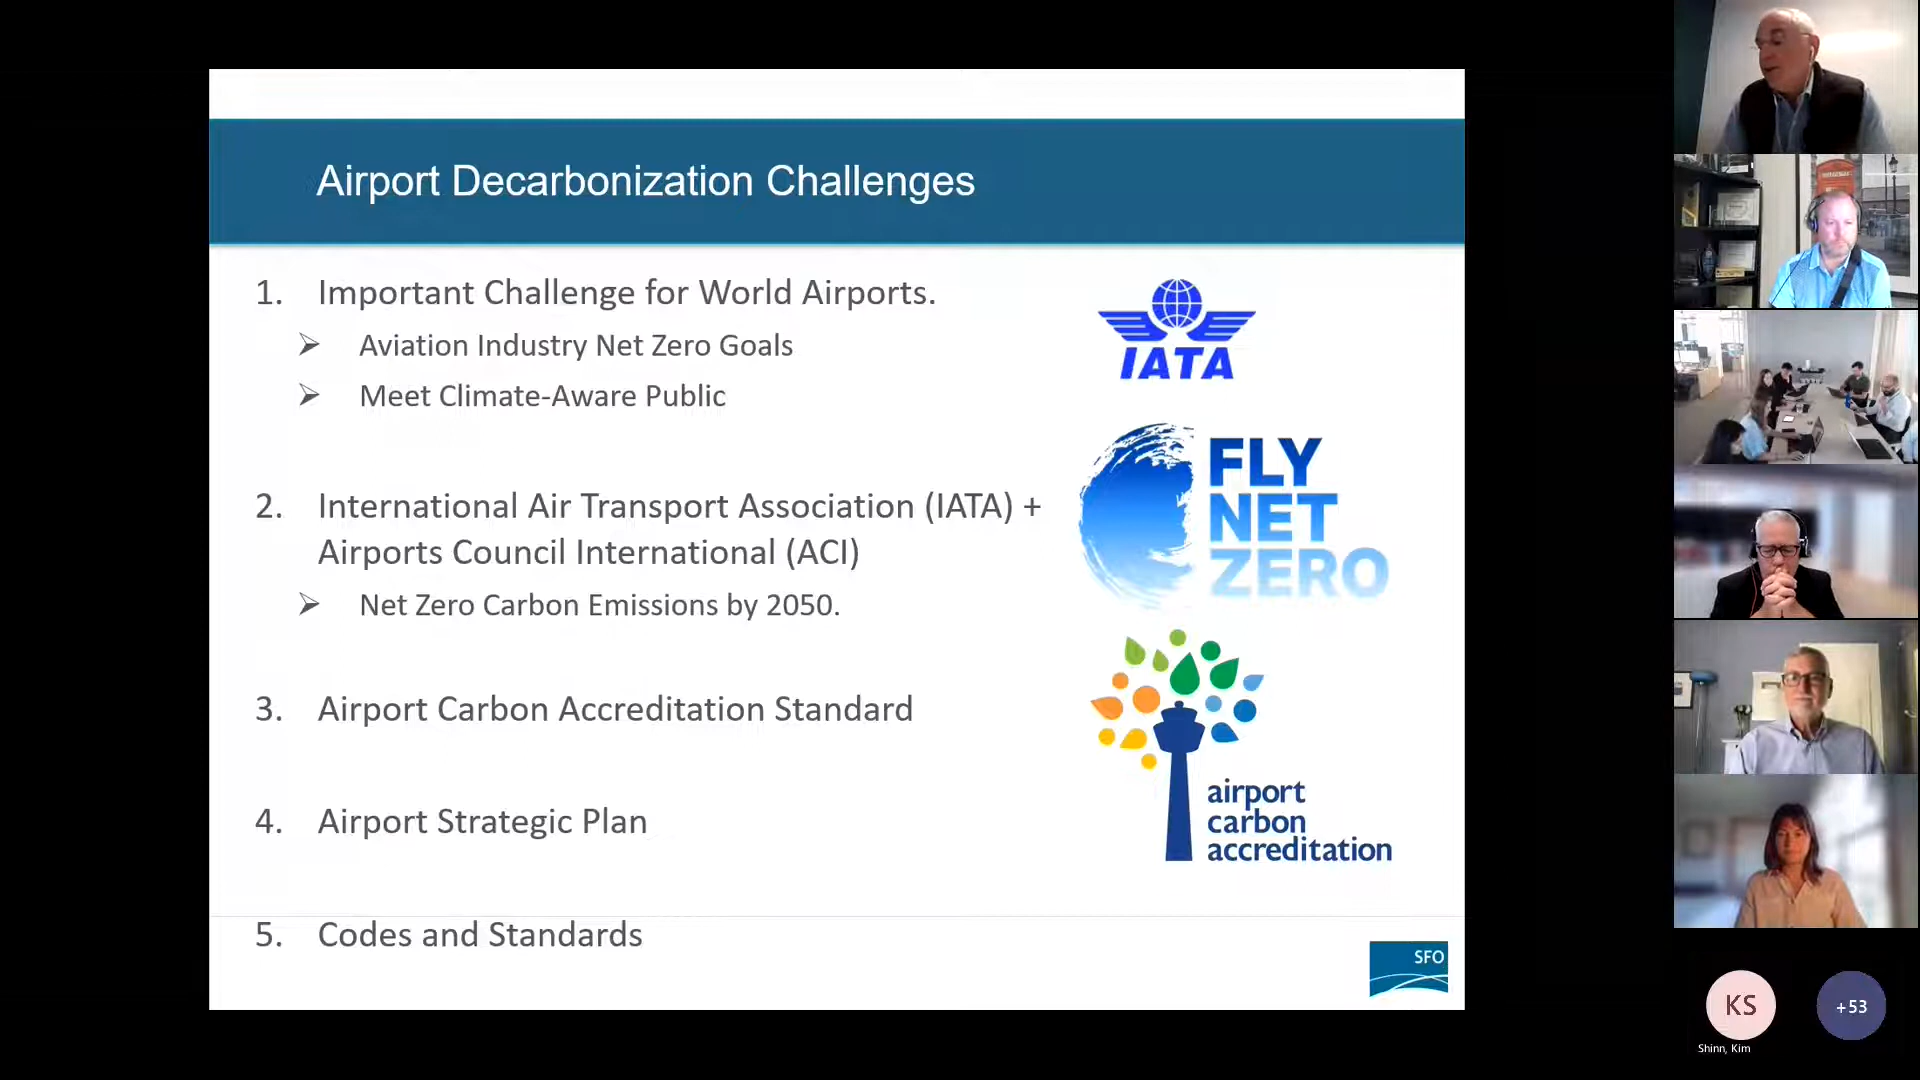 Airport Decarbonization Challenges
1. Important Challenge for World Airports.
Aviation Industry Net Zero Goals
Meet Climate-Aware Public
2. International Air Transport Association (IATA) +
Airports Council International (ACI)
Net Zero Carbon Emissions by 2050.
3. Airport Carbon Accreditation Standard
4. Airport Strategic Plan
5. Codes and Standards
IATA
FLY
NET
ZERO
airport
carbon
accreditation
SFO
KS
+53
Shinn, Kim